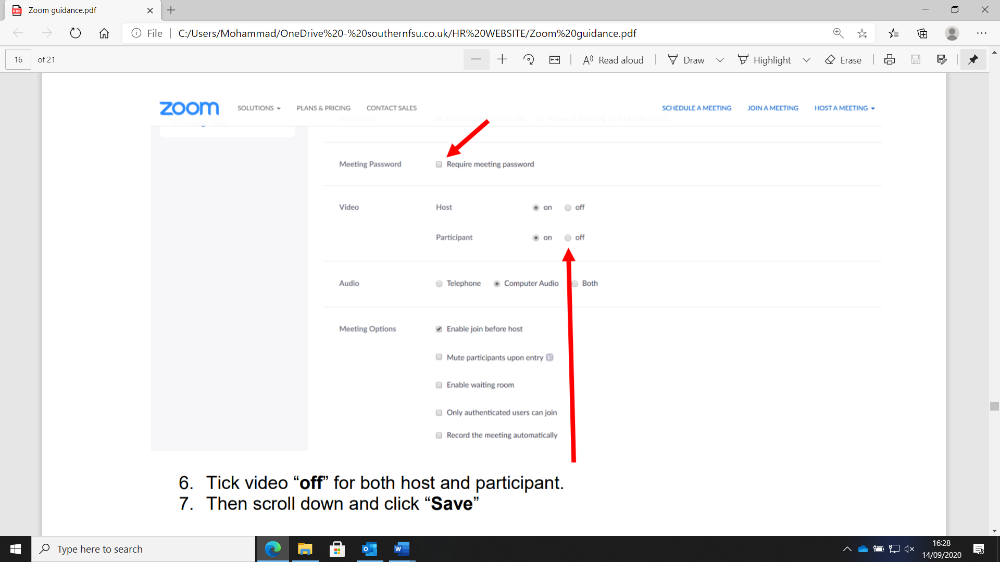 Zoom guidance.pdf
File | C:/Users/Mohammad/OneDrive%20-%20southernfsu.co.uk/HR%20WEBSITE/Zoom%20guidance.pdf
16 of 21 Read aloud Draw Highlight Erase
zoom SOLUTIONS PLANS & PRICING CONTACT SALES SCHEDULE A MEETING JOIN A MEETING HOST A MEETING
Meeting Password Require meeting password
Video Host on off
Participant on off
Audio Telephone Computer Audio Both
Meeting Options Enable join before host
Mute participants upon entry
Enable waiting room
Only authenticated users can join
Record the meeting automatically
6. Tick video “off” for both host and participant.
7. Then scroll down and click “Save”
Type here to search
16:28
14/09/2020